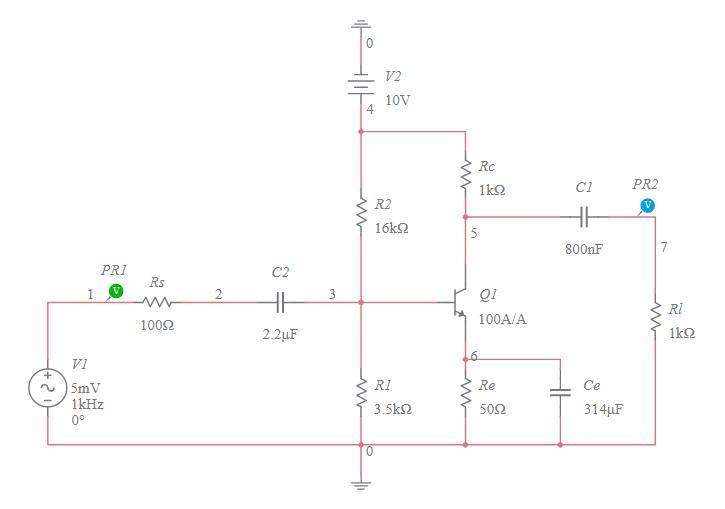 0
V2
10V
4
Rc
1kΩ
R2
16kΩ
C1
PR2
V
5
800nF
7
PR1
V
Rs
1
2
100Ω
C2
2.2µF
3
Q1
100A/A
Rl
1kΩ
V1
5mV
1kHz
0°
6
R1
3.5kΩ
Re
50Ω
Ce
314µF
0